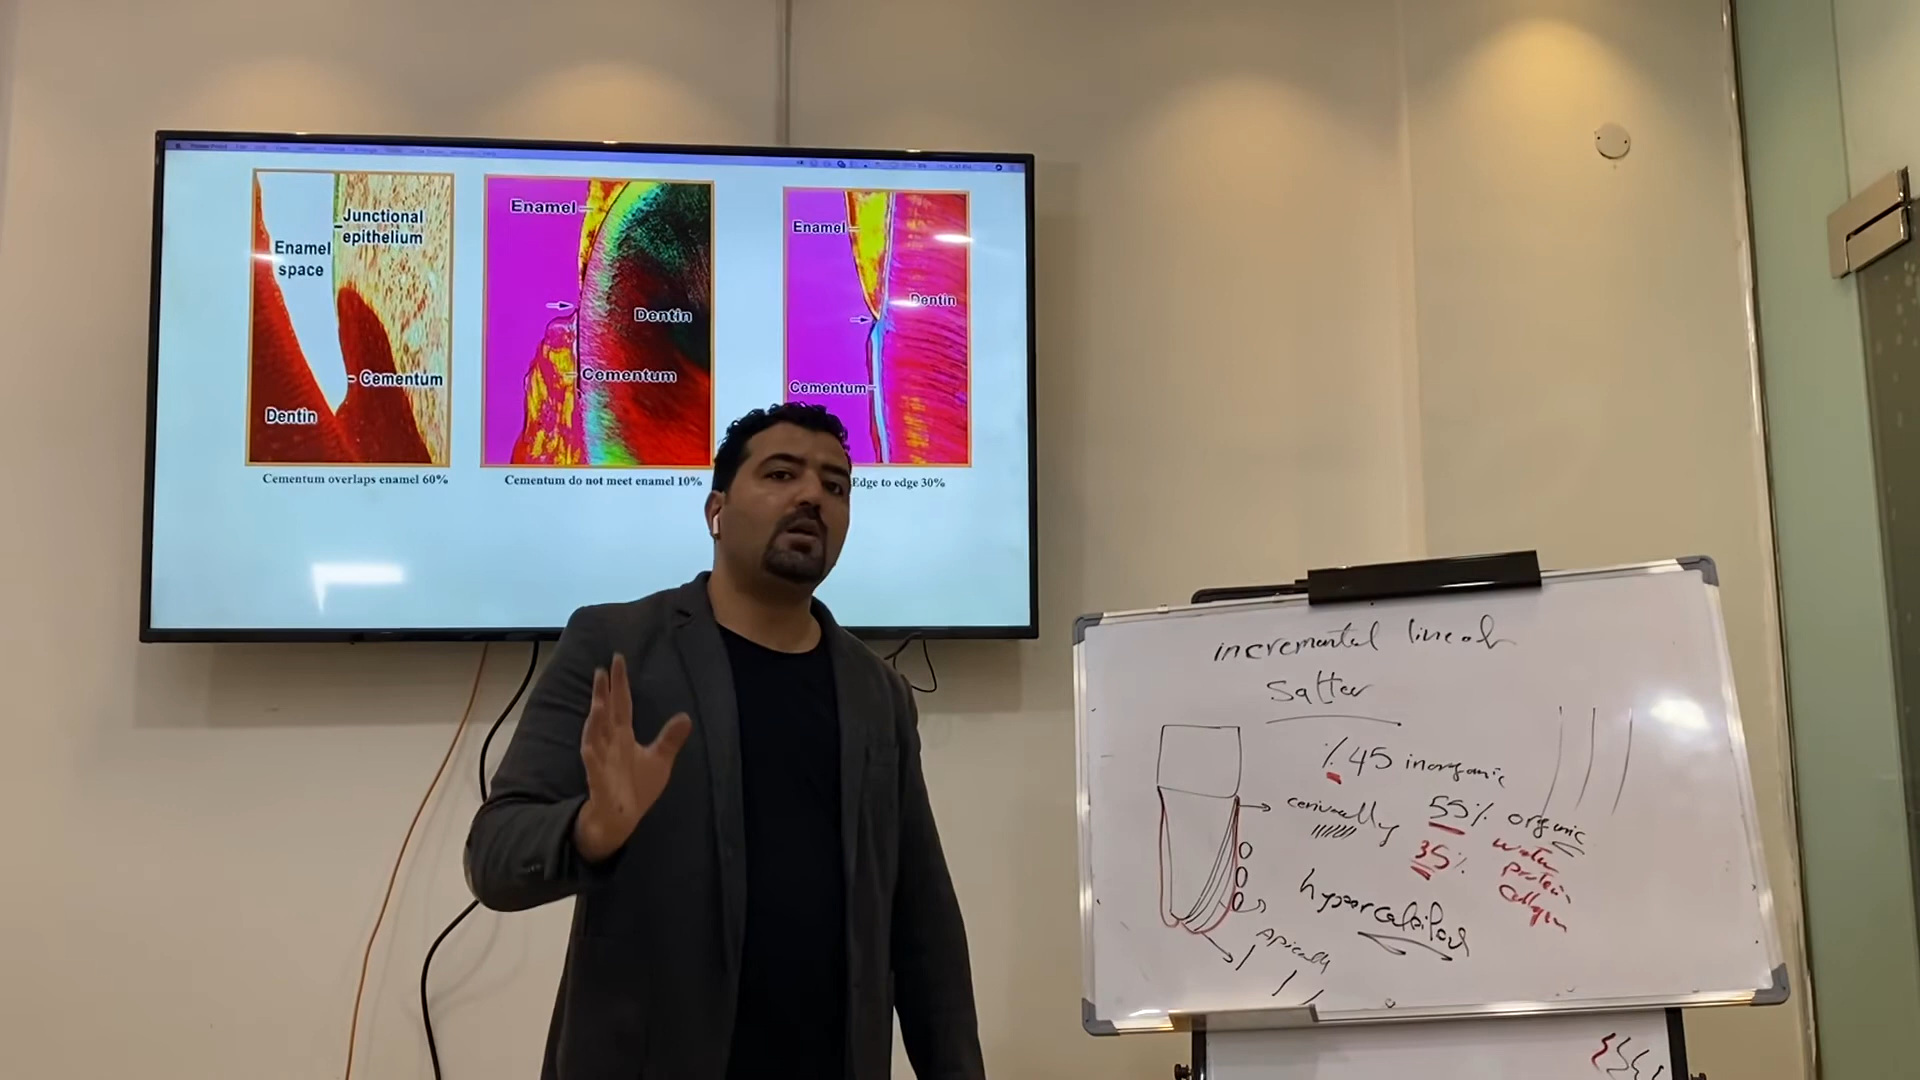 Junctional
epithelium
Enamel
space
Cementum
Dentin
Cementum overlaps enamel 60%
Enamel
Dentin
Cementum
Cementum do not meet enamel 10%
Enamel
Dentin
Cementum
Edge to edge 30%
incremental line of
Salter
% 45 inorganic
cervically 55% organic
35% water
protein
collagen
Apically